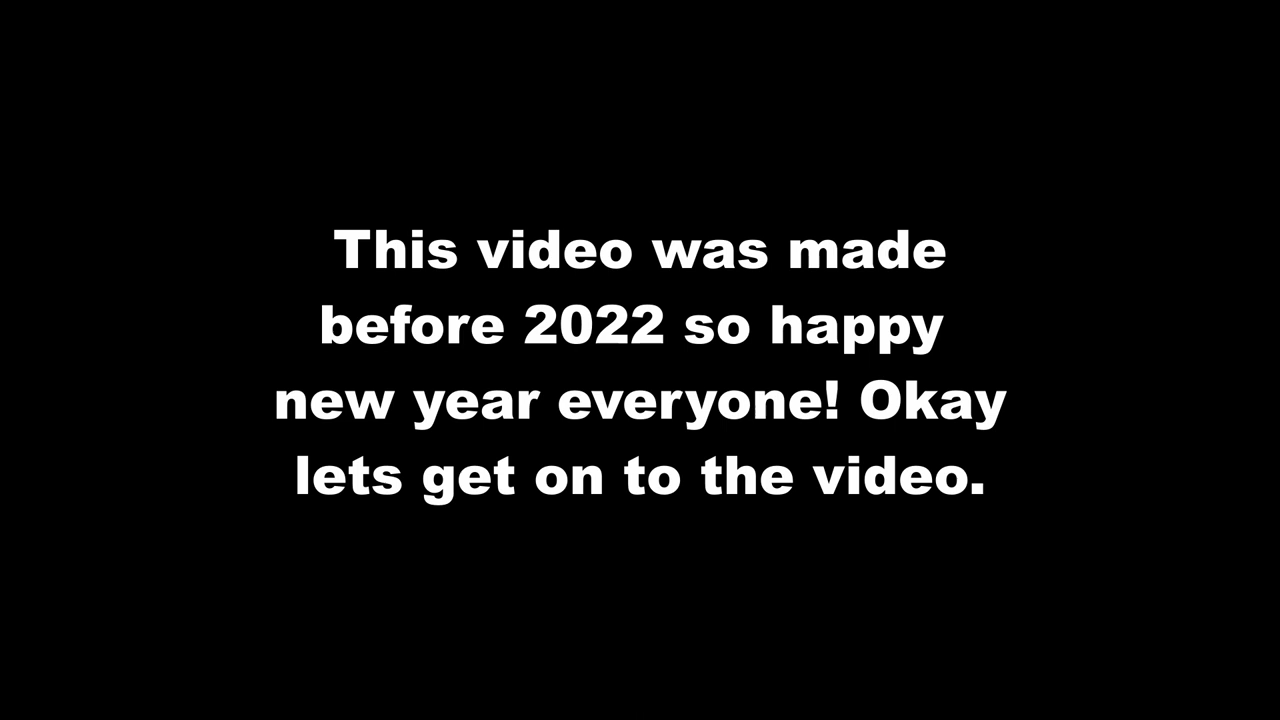 This video was made
before 2022 so happy
new year everyone! Okay
lets get on to the video.